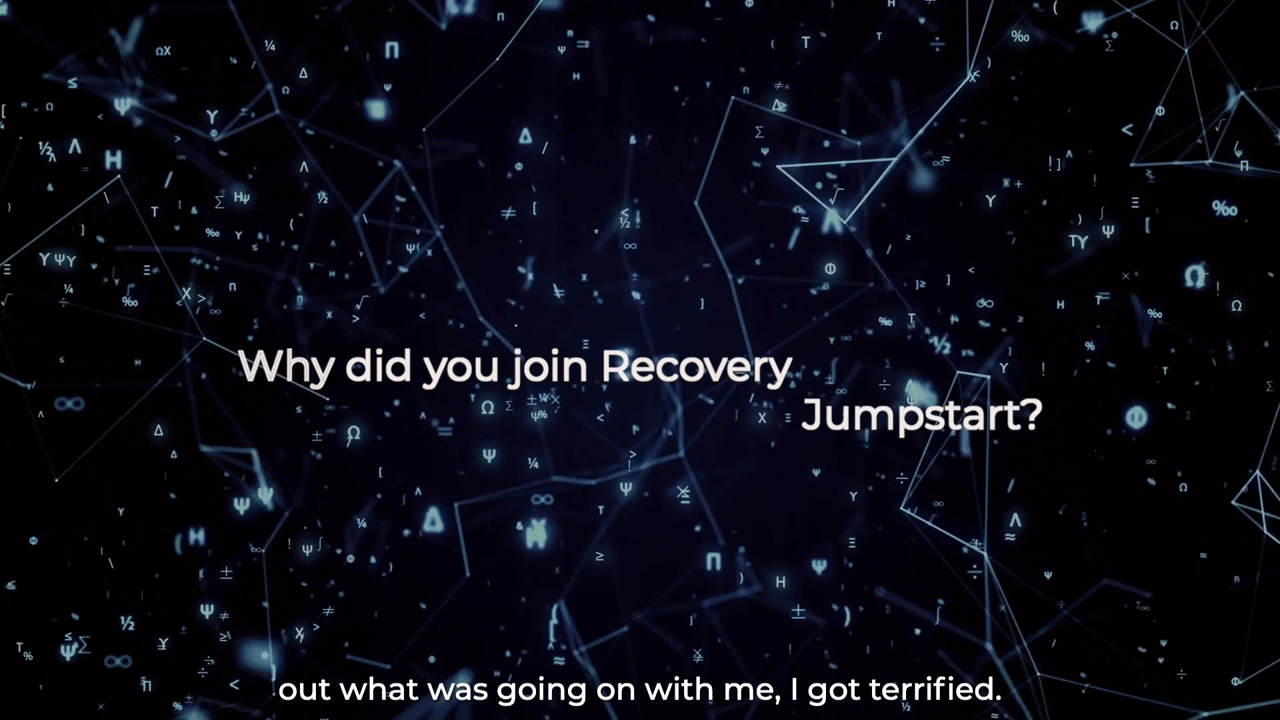 Why did you join Recovery
Jumpstart?
out what was going on with me, I got terrified.